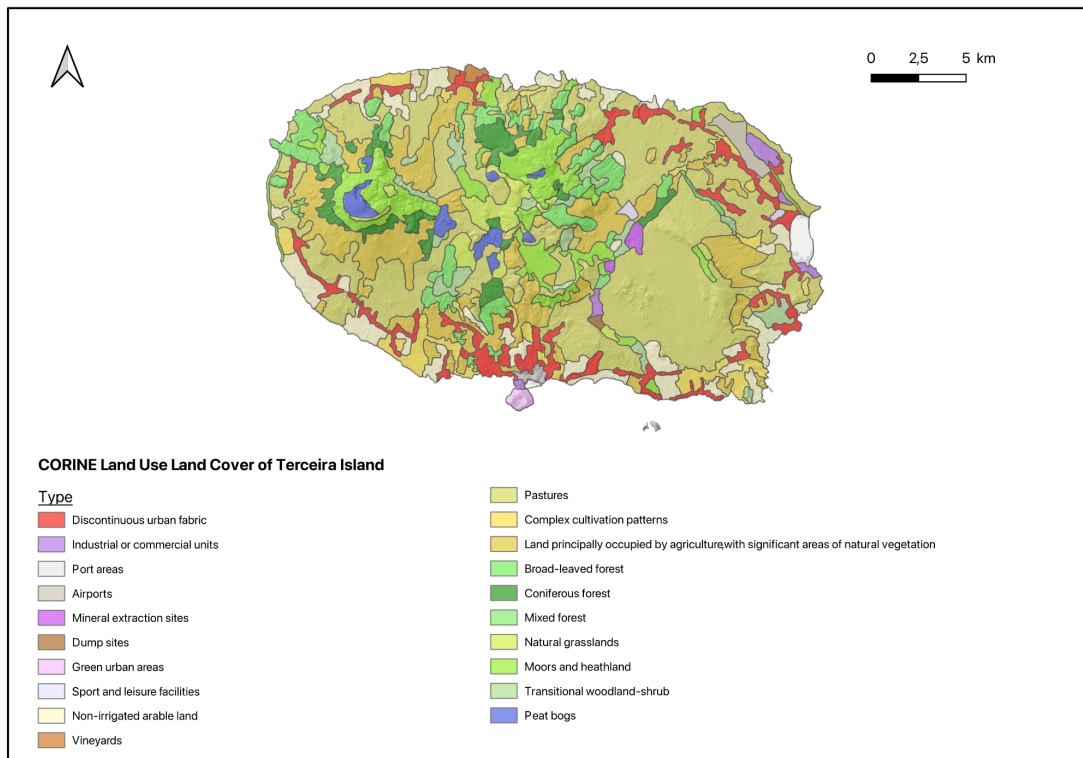 0 2,5 5 km
CORINE Land Use Land Cover of Terceira Island
Type
Discontinuous urban fabric
Industrial or commercial units
Port areas
Airports
Mineral extraction sites
Dump sites
Green urban areas
Sport and leisure facilities
Non-irrigated arable land
Vineyards
Pastures
Complex cultivation patterns
Land principally occupied by agriculture,with significant areas of natural vegetation
Broad-leaved forest
Coniferous forest
Mixed forest
Natural grasslands
Moors and heathland
Transitional woodland-shrub
Peat bogs